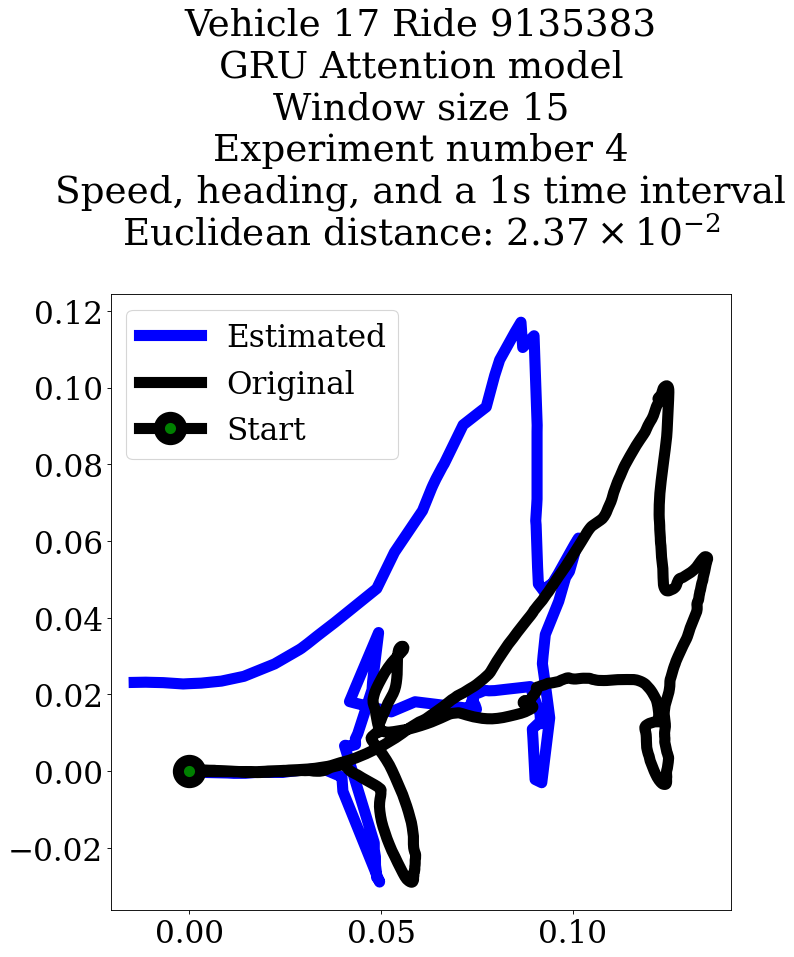 Vehicle 17 Ride 9135383
GRU Attention model
Window size 15
Experiment number 4
Speed, heading, and a 1s time interval
Euclidean distance: 2.37 × 10⁻²
0.12
Estimated
0.10
Original
Start
0.08
0.06
0.04
0.02
0.00
−0.02
0.00 0.05 0.10